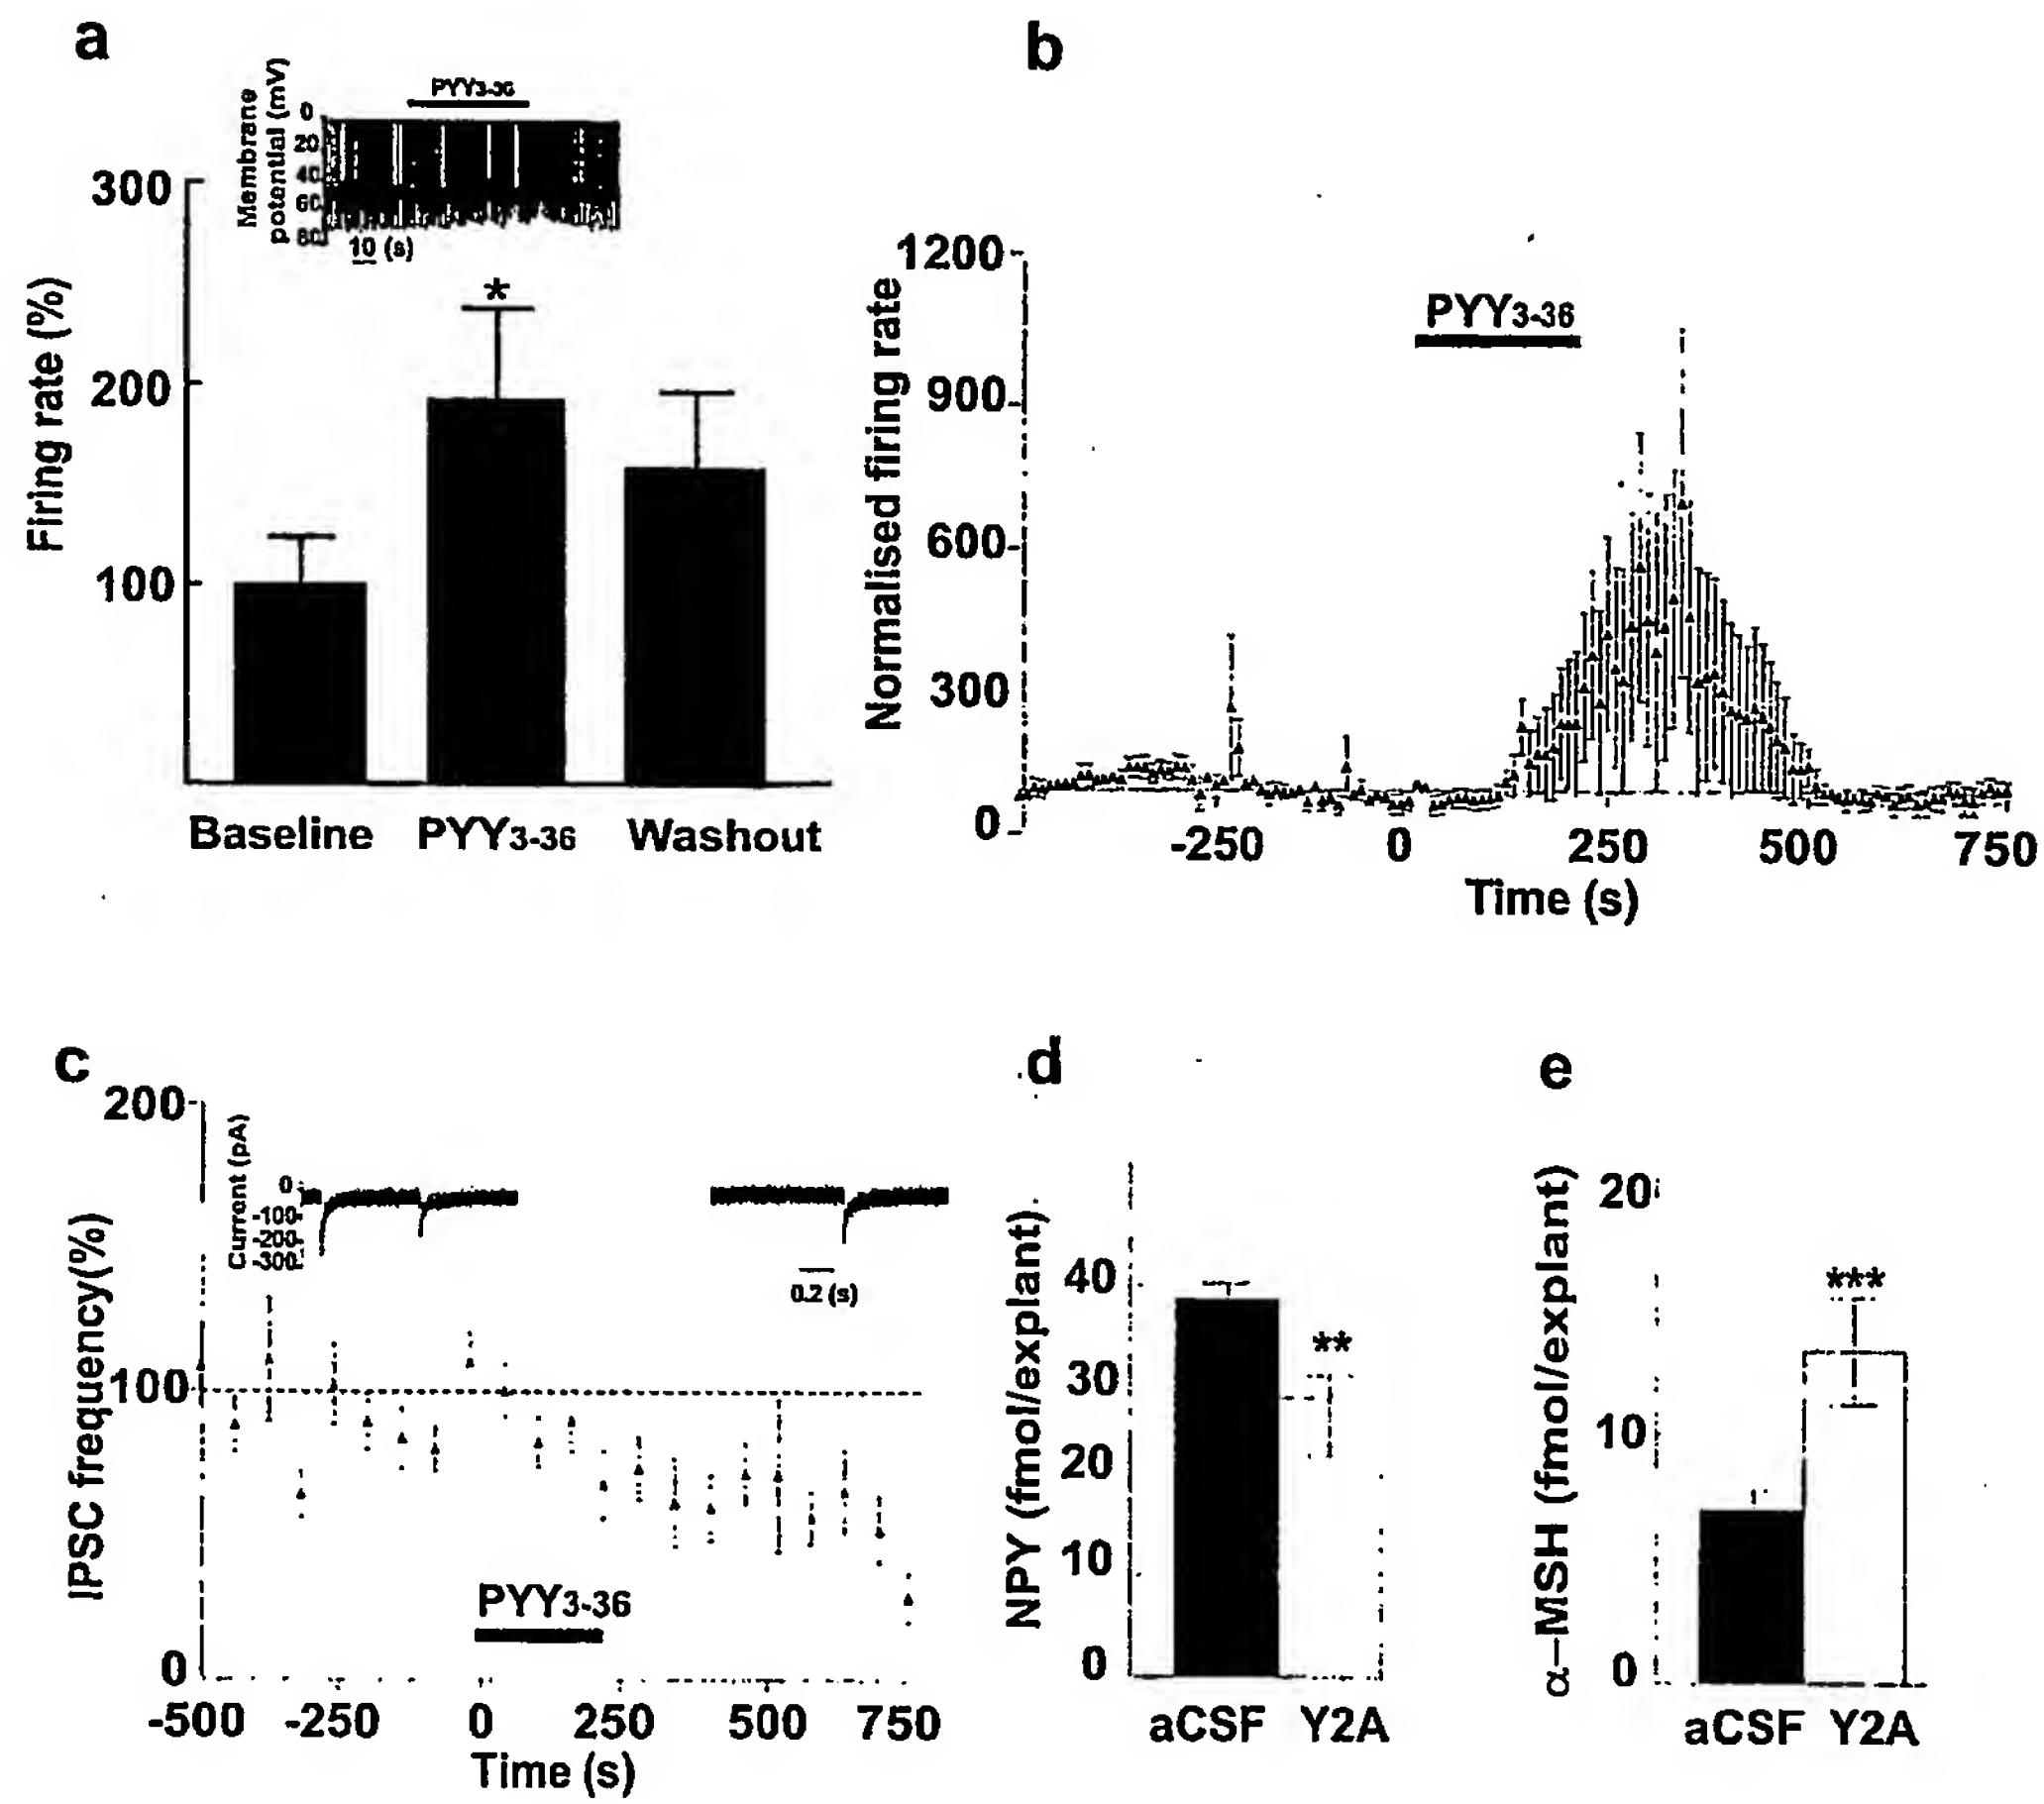 a
PYY3-36
Membrane
potential (mV)
0
20
40
60
80
10 (s)
300
200
100
Firing rate (%)
*
Baseline PYY3-36 Washout
b
1200
900
600
300
0
Normalised firing rate
PYY3-36
-250 0 250 500 750
Time (s)
c
200
100
0
IPSC frequency(%)
Current (pA)
0
-100
-200
-300
0.2 (s)
PYY3-36
-500 -250 0 250 500 750
Time (s)
d
NPY (fmol/explant)
40
30
20
10
0
**
aCSF Y2A
e
α-MSH (fmol/explant)
20
10
0
***
aCSF Y2A